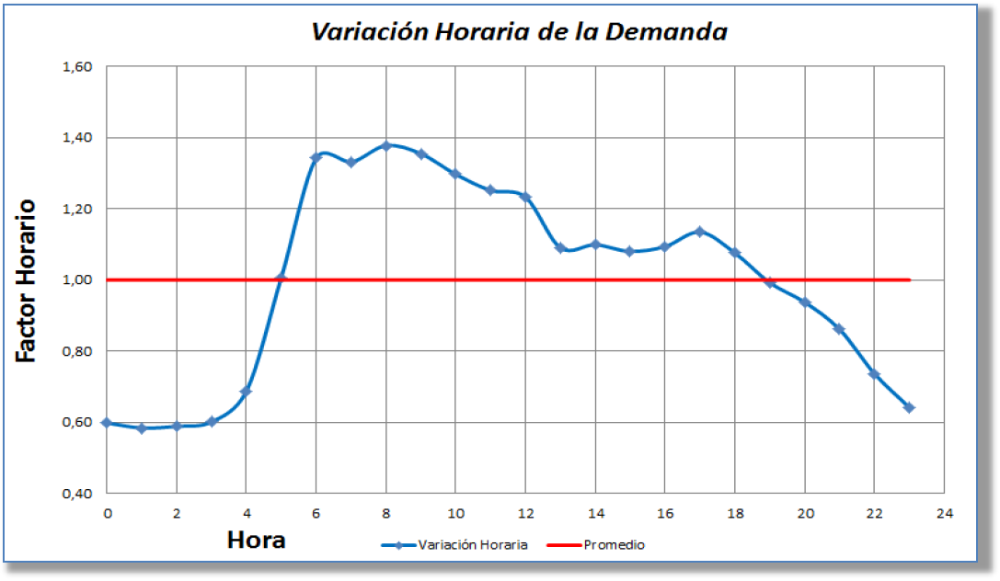 Variación Horaria de la Demanda
1,60
1,40
1,20
1,00
0,80
0,60
0,40
Factor Horario
0 2 4 6 8 10 12 14 16 18 20 22 24
Hora
Variación Horaria Promedio